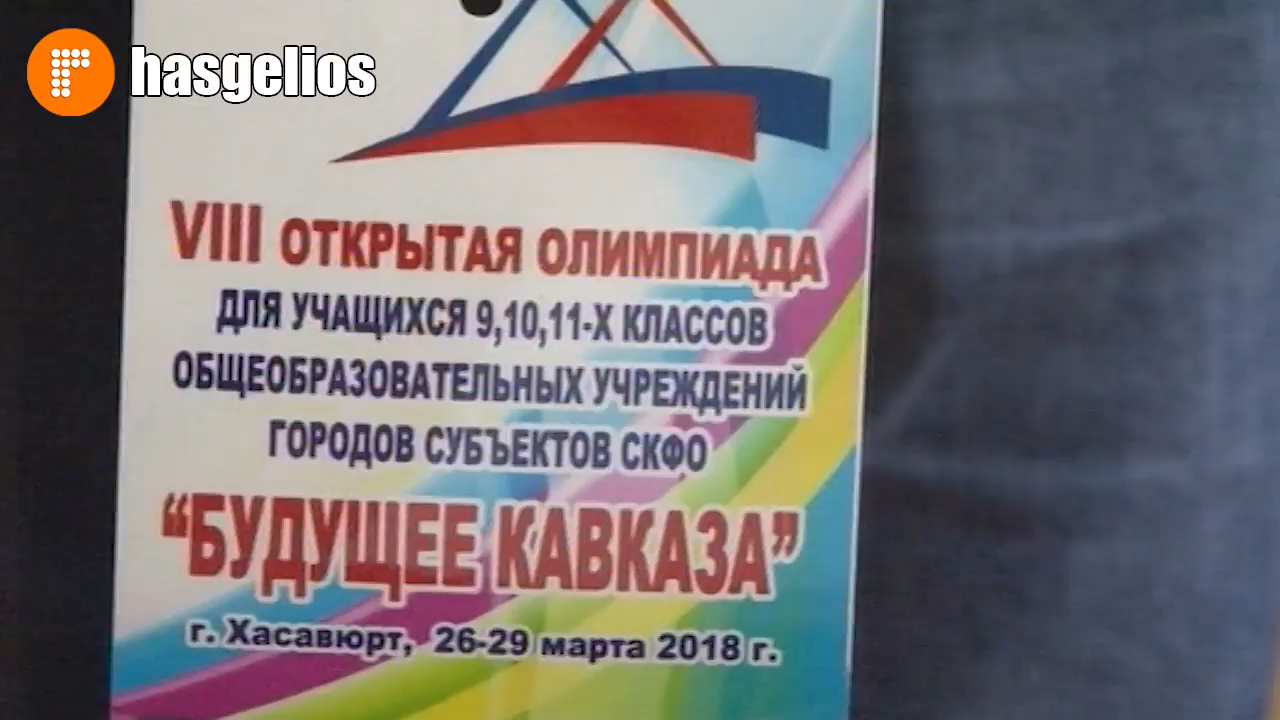 hasgelios
VIII ОТКРЫТАЯ ОЛИМПИАДА
ДЛЯ УЧАЩИХСЯ 9,10,11-Х КЛАССОВ
ОБЩЕОБРАЗОВАТЕЛЬНЫХ УЧРЕЖДЕНИЙ
ГОРОДОВ СУБЪЕКТОВ СКФО
“БУДУЩЕЕ КАВКАЗА”
г. Хасавюрт, 26-29 марта 2018 г.